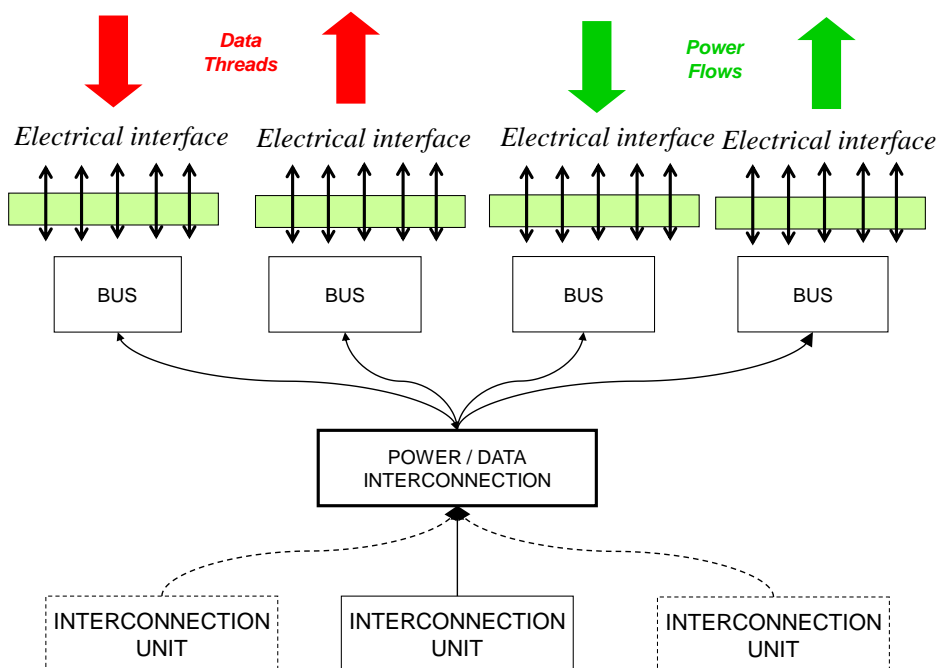 Data
Threads
Power
Flows
Electrical interface
Electrical interface
Electrical interface
Electrical interface
BUS
BUS
BUS
BUS
POWER / DATA
INTERCONNECTION
INTERCONNECTION
UNIT
INTERCONNECTION
UNIT
INTERCONNECTION
UNIT